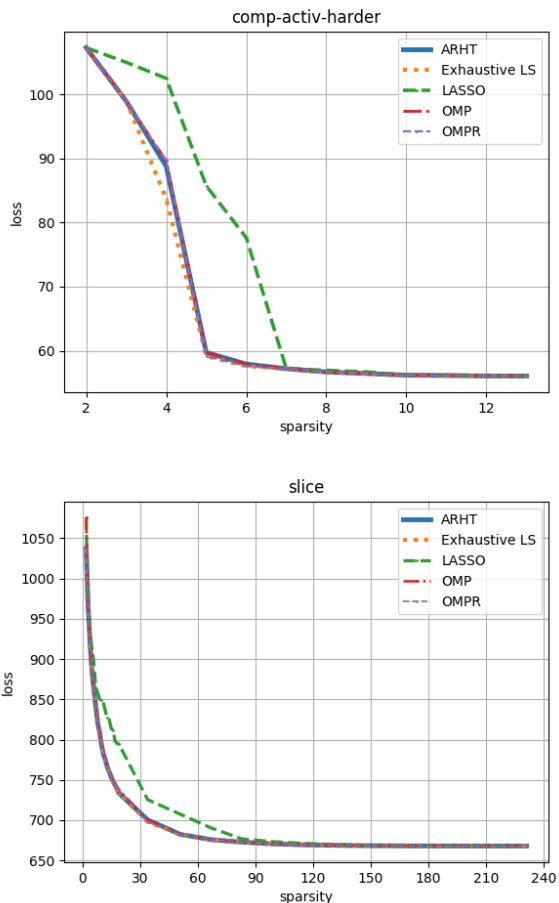 comp-activ-harder
ARHT
Exhaustive LS
LASSO
OMP
OMPR
100
90
80
70
60
loss
2 4 6 8 10 12
sparsity
slice
ARHT
Exhaustive LS
LASSO
OMP
OMPR
1050
1000
950
900
850
800
750
700
650
loss
0 30 60 90 120 150 180 210 240
sparsity